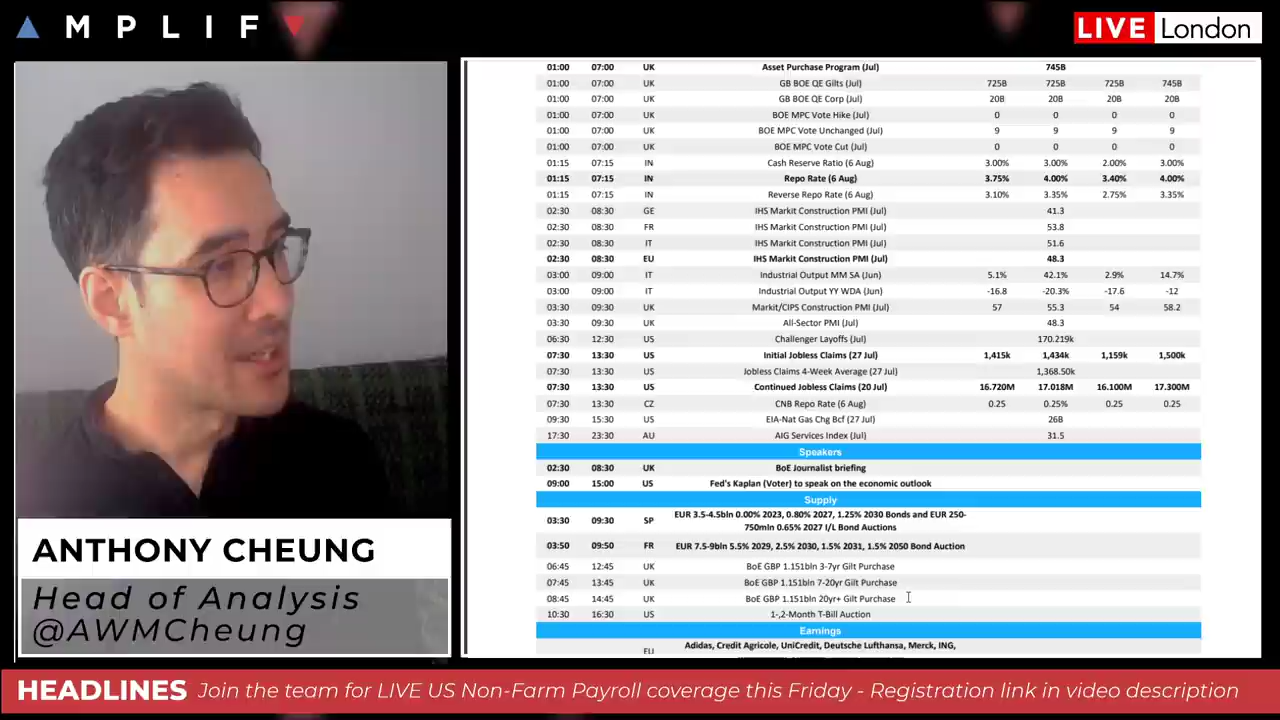 MPLIF
LIVE London
01:00 07:00 UK Asset Purchase Program (Jul) 745B
01:00 07:00 UK GB BOE QE Gilts (Jul) 725B 725B 725B 745B
01:00 07:00 UK GB BOE QE Corp (Jul) 20B 20B 20B 20B
01:00 07:00 UK BOE MPC Vote Hike (Jul) 0 0 0 0
01:00 07:00 UK BOE MPC Vote Unchanged (Jul) 9 9 9 9
01:00 07:00 UK BOE MPC Vote Cut (Jul) 0 0 0 0
01:15 07:15 IN Cash Reserve Ratio (6 Aug) 3.00% 3.00% 2.00% 3.00%
01:15 07:15 IN Repo Rate (6 Aug) 3.75% 4.00% 3.40% 4.00%
01:15 07:15 IN Reverse Repo Rate (6 Aug) 3.10% 3.35% 2.75% 3.35%
02:30 08:30 GE IHS Markit Construction PMI (Jul) 41.3
02:30 08:30 FR IHS Markit Construction PMI (Jul) 53.8
02:30 08:30 IT IHS Markit Construction PMI (Jul) 51.6
02:30 08:30 EU IHS Markit Construction PMI (Jul) 48.3
03:00 09:00 IT Industrial Output MM SA (Jun) 5.1% 42.1% 2.9% 14.7%
03:00 09:00 IT Industrial Output YY WDA (Jun) -16.8 -20.3% -17.6 -12
03:30 09:30 UK Markit/CIPS Construction PMI (Jul) 57 55.3 54 58.2
03:30 09:30 UK All-Sector PMI (Jul) 48.3
06:30 12:30 US Challenger Layoffs (Jul) 170.219k
07:30 13:30 US Initial Jobless Claims (27 Jul) 1,415k 1,434k 1,159k 1,500k
07:30 13:30 US Jobless Claims 4-Week Average (27 Jul) 1,368.50k
07:30 13:30 US Continued Jobless Claims (20 Jul) 16.720M 17.018M 16.100M 17.300M
07:30 13:30 CZ CNB Repo Rate (6 Aug) 0.25 0.25% 0.25 0.25
09:30 15:30 US EIA-Nat Gas Chg Bcf (27 Jul) 26B
17:30 23:30 AU AIG Services Index (Jul) 31.5
Speakers
02:30 08:30 UK BoE Journalist briefing
09:00 15:00 US Fed's Kaplan (Voter) to speak on the economic outlook
Supply
03:30 09:30 SP EUR 3.5-4.5bln 0.00% 2023, 0.80% 2027, 1.25% 2030 Bonds and EUR 250-
750mln 0.65% 2027 I/L Bond Auctions
03:50 09:50 FR EUR 7.5-9bln 5.5% 2029, 2.5% 2030, 1.5% 2031, 1.5% 2050 Bond Auction
06:45 12:45 UK BoE GBP 1.151bln 3-7yr Gilt Purchase
07:45 13:45 UK BoE GBP 1.151bln 7-20yr Gilt Purchase
08:45 14:45 UK BoE GBP 1.151bln 20yr+ Gilt Purchase
10:30 16:30 US 1-,2-Month T-Bill Auction
Earnings
EU Adidas, Credit Agricole, UniCredit, Deutsche Lufthansa, Merck, ING,
ANTHONY CHEUNG
Head of Analysis
@AWMCheung
HEADLINES Join the team for LIVE US Non-Farm Payroll coverage this Friday - Registration link in video description